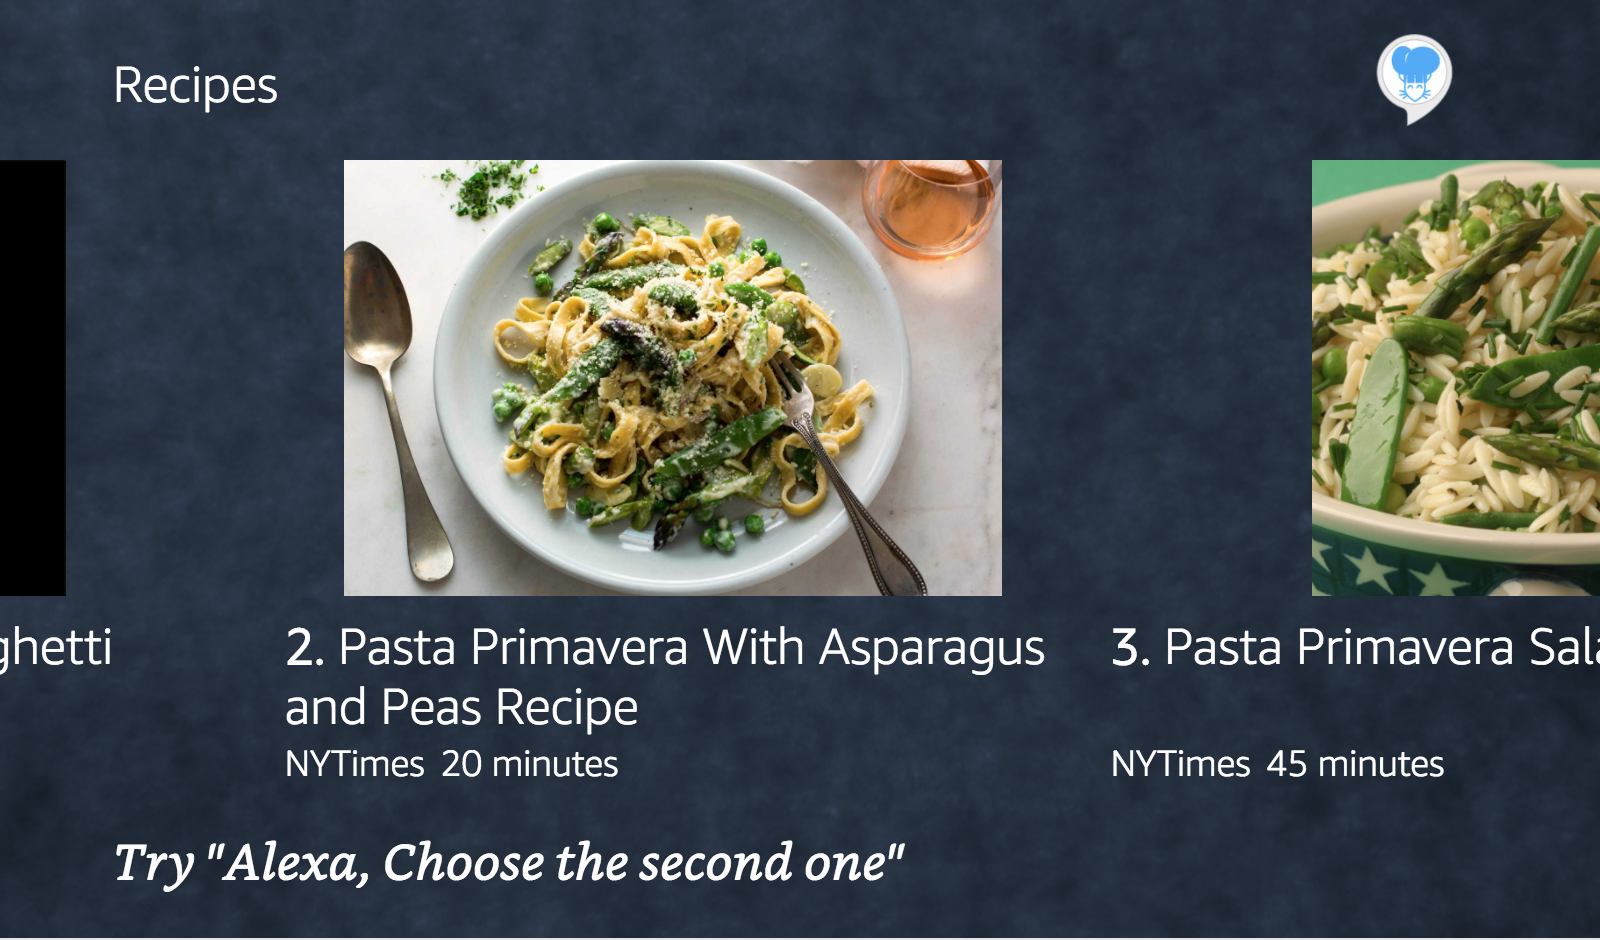 Recipes
ghetti
2. Pasta Primavera With Asparagus
and Peas Recipe
NYTimes 20 minutes
3. Pasta Primavera Sal
NYTimes 45 minutes
Try "Alexa, Choose the second one"